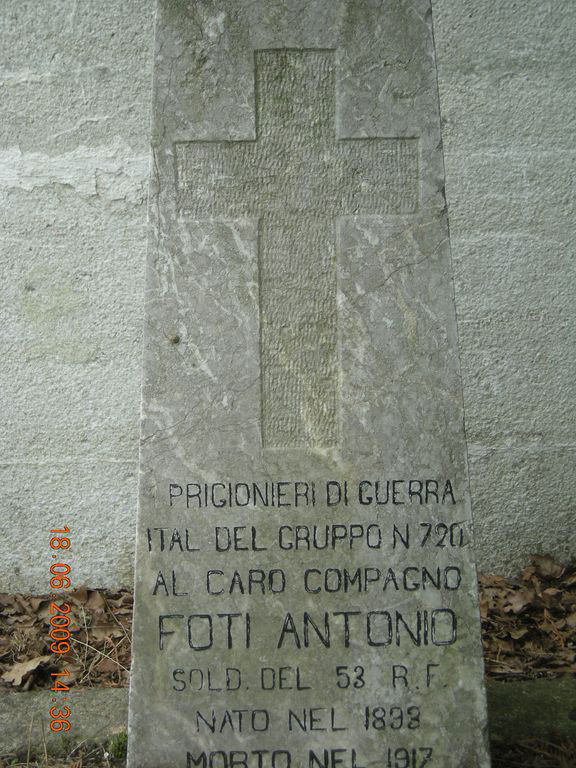 I PRIGIONIERI DI GUERRA
ITAL DEL GRUPPO N 720
AL CARO COMPAGNO
FOTI ANTONIO
SOLD. DEL 53 R.F.
NATO NEL 1893
MORTO NEL 1917
18.06.2009 14:36